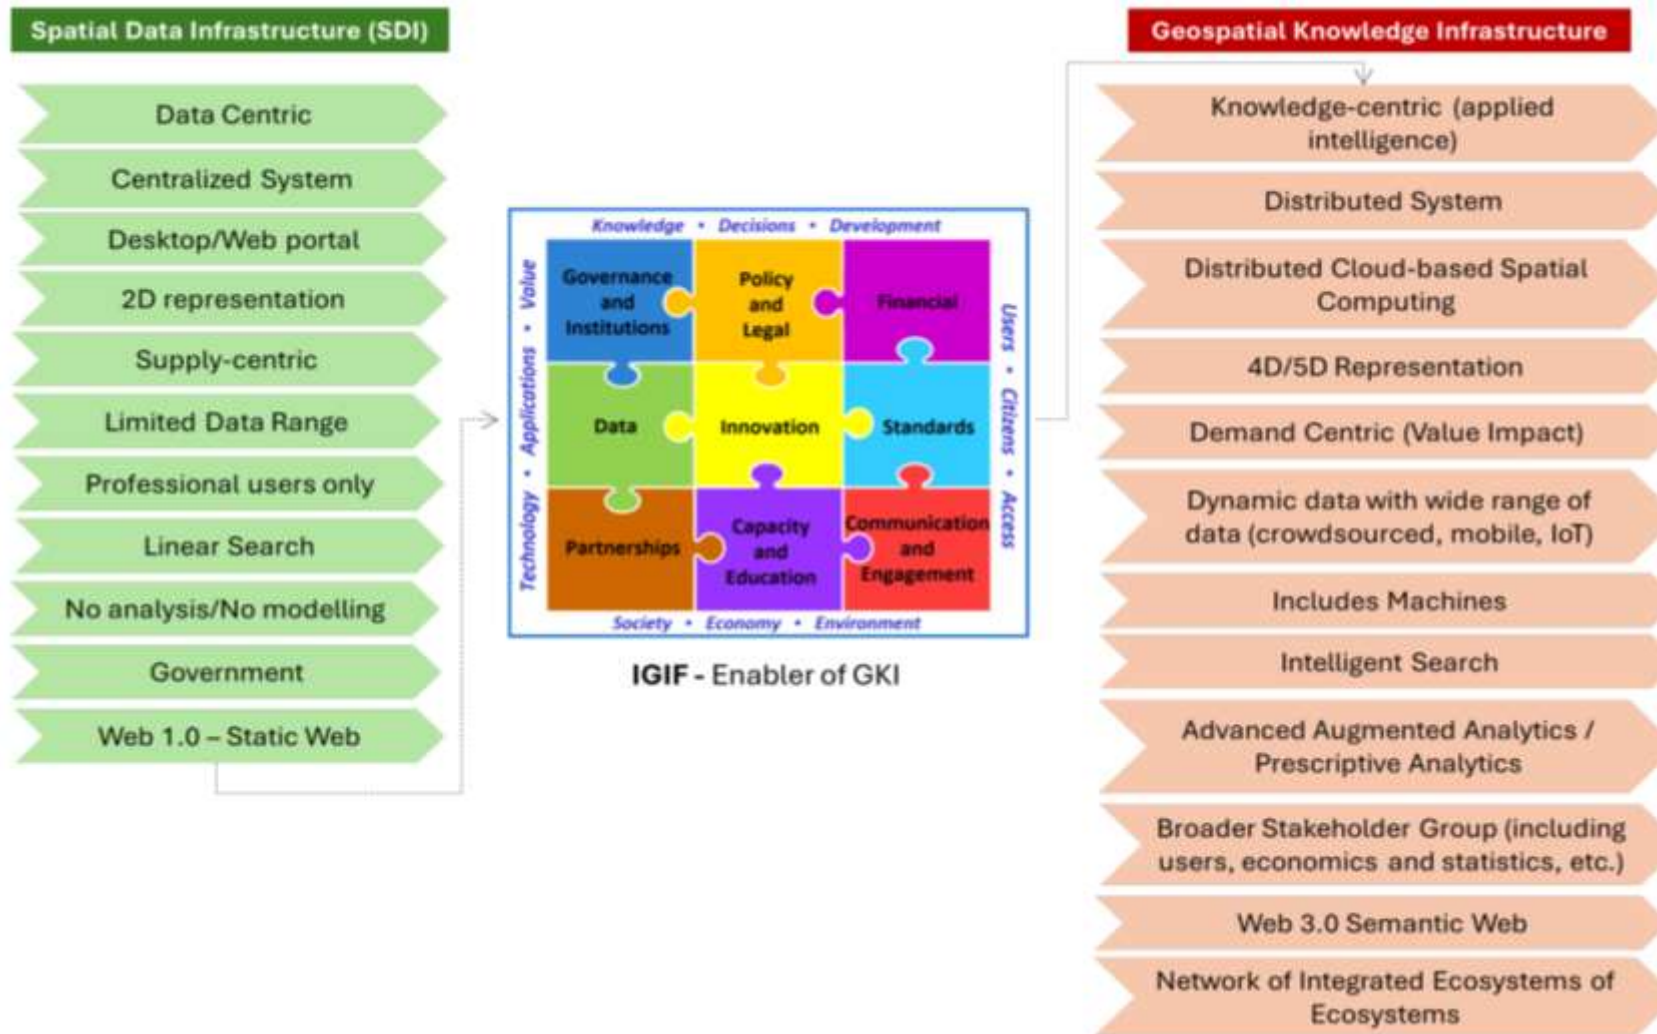 Spatial Data Infrastructure (SDI)
Data Centric
Centralized System
Desktop/Web portal
2D representation
Supply-centric
Limited Data Range
Professional users only
Linear Search
No analysis/No modelling
Government
Web 1.0 – Static Web
Knowledge • Decisions • Development
Technology • Applications • Value
Governance
and
Institutions
Policy
and
Legal
Financial
Data
Innovation
Standards
Partnerships
Capacity
and
Education
Communication
and
Engagement
Users • Citizens • Access
Society • Economy • Environment
IGIF - Enabler of GKI
Geospatial Knowledge Infrastructure
Knowledge-centric (applied
intelligence)
Distributed System
Distributed Cloud-based Spatial
Computing
4D/5D Representation
Demand Centric (Value Impact)
Dynamic data with wide range of
data (crowdsourced, mobile, IoT)
Includes Machines
Intelligent Search
Advanced Augmented Analytics /
Prescriptive Analytics
Broader Stakeholder Group (including
users, economics and statistics, etc.)
Web 3.0 Semantic Web
Network of Integrated Ecosystems of
Ecosystems